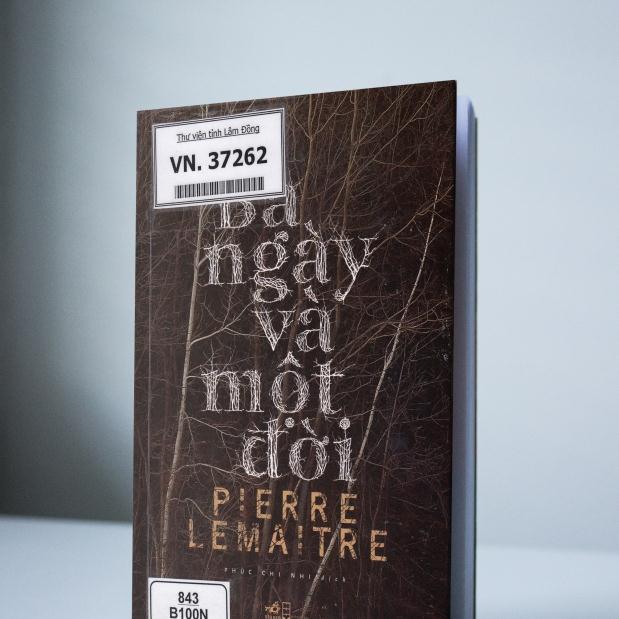 Thư viện tỉnh Lâm Đồng
VN. 37262
Ba
ngày
và
một
đời
PIERRE
LEMAITRE
PHÚC CHI NHI dịch
843
B100N